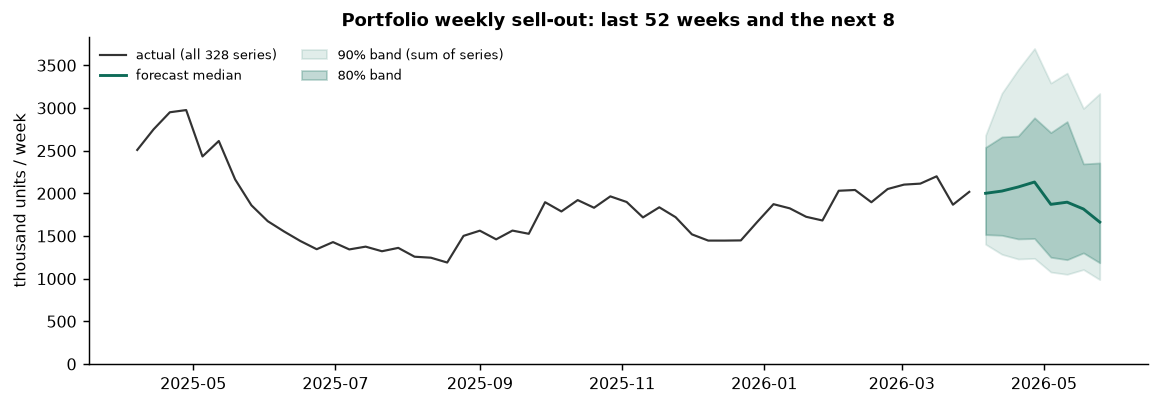 Portfolio weekly sell-out: last 52 weeks and the next 8
actual (all 328 series)
forecast median
90% band (sum of series)
80% band
thousand units / week
3500
3000
2500
2000
1500
1000
500
0
2025-05
2025-07
2025-09
2025-11
2026-01
2026-03
2026-05